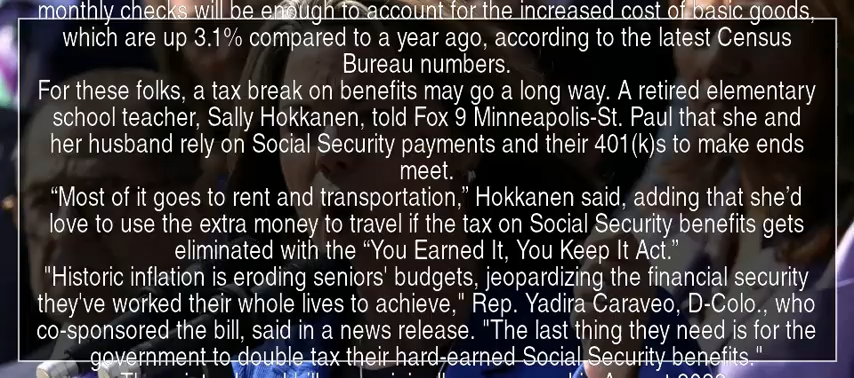 monthly checks will be enough to account for the increased cost of basic goods,
which are up 3.1% compared to a year ago, according to the latest Census
Bureau numbers.
For these folks, a tax break on benefits may go a long way. A retired elementary
school teacher, Sally Hokkanen, told Fox 9 Minneapolis-St. Paul that she and
her husband rely on Social Security payments and their 401(k)s to make ends
meet.
“Most of it goes to rent and transportation,” Hokkanen said, adding that she’d
love to use the extra money to travel if the tax on Social Security benefits gets
eliminated with the “You Earned It, You Keep It Act.”
"Historic inflation is eroding seniors' budgets, jeopardizing the financial security
they've worked their whole lives to achieve," Rep. Yadira Caraveo, D-Colo., who
co-sponsored the bill, said in a news release. "The last thing they need is for the
government to double tax their hard-earned Social Security benefits."